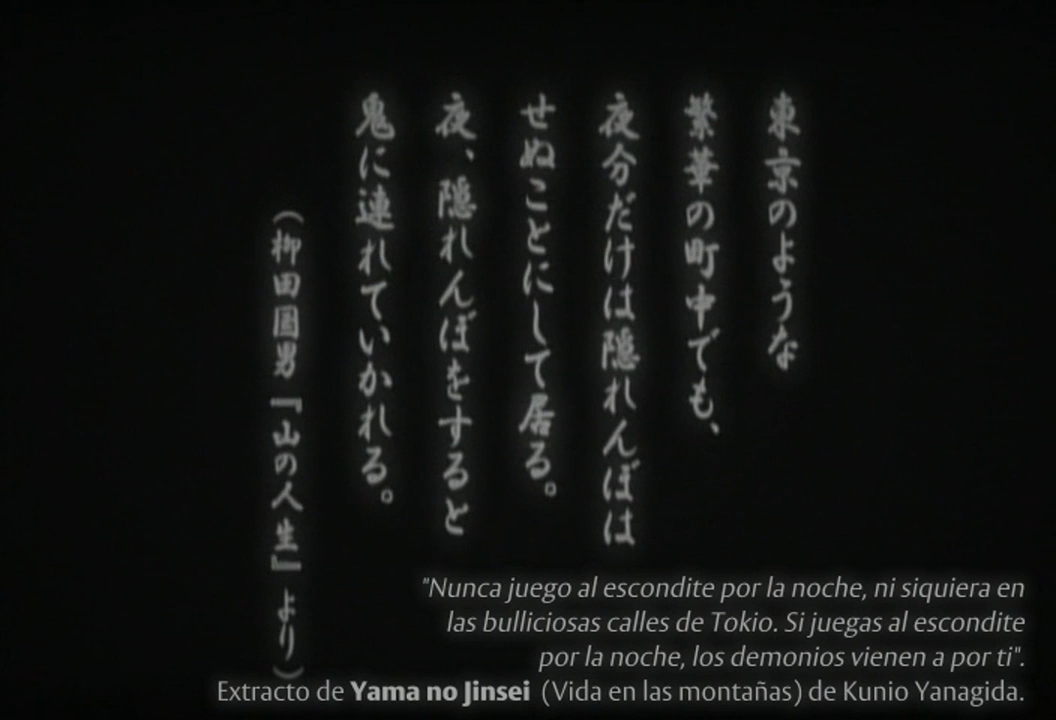 東京のような
繁華の町中でも、
夜分だけは隠れんぼは
せぬことにして居る。
夜、隠れんぼをすると
鬼に連れていかれる。
（柳田国男『山の人生』より）
"Nunca juego al escondite por la noche, ni siquiera en
las bulliciosas calles de Tokio. Si juegas al escondite
por la noche, los demonios vienen a por ti".
Extracto de Yama no Jinsei (Vida en las montañas) de Kunio Yanagida.